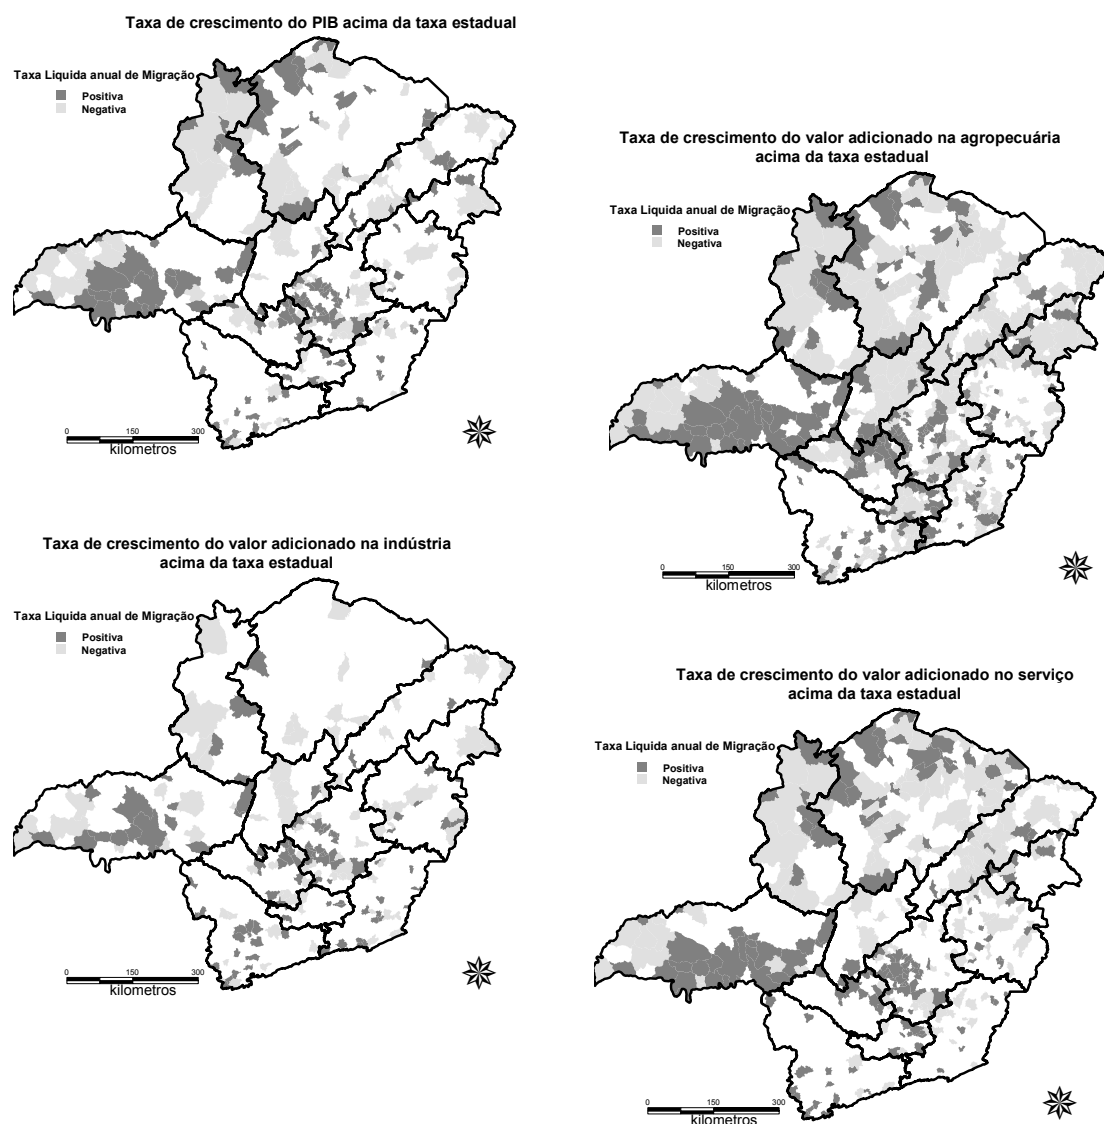 Taxa de crescimento do PIB acima da taxa estadual
Taxa Liquida anual de Migração
Positiva
Negativa
0 150 300
kilometros
Taxa de crescimento do valor adicionado na agropecuária
acima da taxa estadual
Taxa Liquida anual de Migração
Positiva
Negativa
0 150 300
kilometros
Taxa de crescimento do valor adicionado na indústria
acima da taxa estadual
Taxa Liquida anual de Migração
Positiva
Negativa
0 150 300
kilometros
Taxa de crescimento do valor adicionado no serviço
acima da taxa estadual
Taxa Liquida anual de Migração
Positiva
Negativa
0 150 300
kilometros